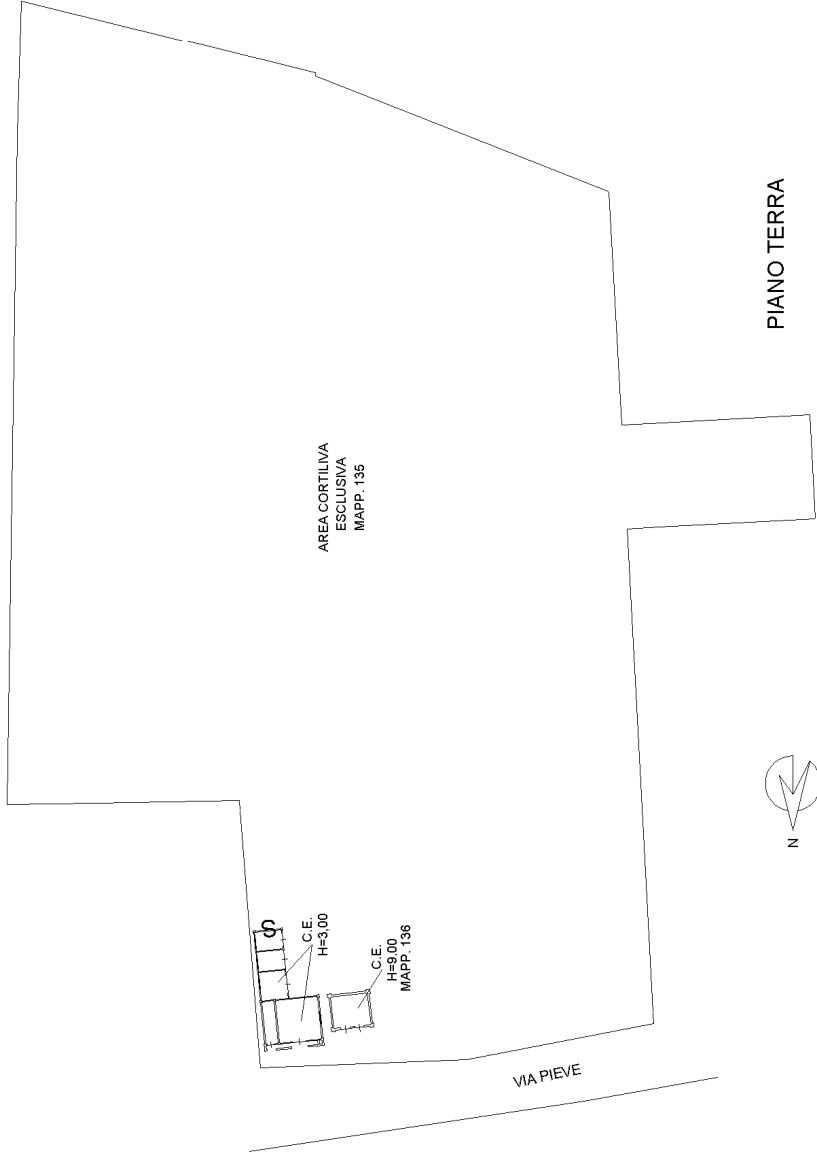 PIANO TERRA
AREA CORTILIVA
ESCLUSIVA
MAPP. 135
N
S
C.E.
H=3,00
C.E.
H=9.00
MAPP. 136
VIA PIEVE